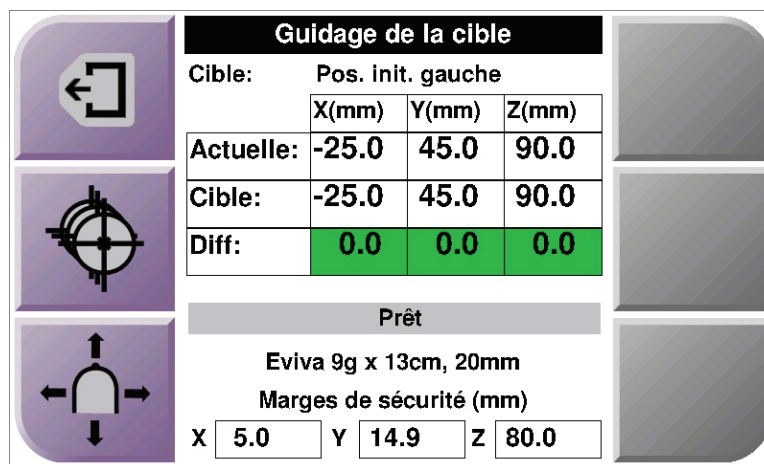 Guidage de la cible
Cible: Pos. init. gauche
X(mm) Y(mm) Z(mm)
Actuelle: -25.0 45.0 90.0
Cible: -25.0 45.0 90.0
Diff: 0.0 0.0 0.0
Prêt
Eviva 9g x 13cm, 20mm
Marges de sécurité (mm)
X 5.0 Y 14.9 Z 80.0